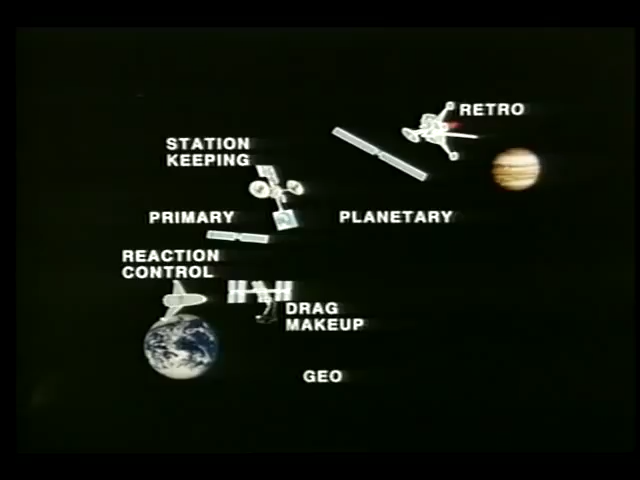 RETRO
STATION
KEEPING
PRIMARY
PLANETARY
REACTION
CONTROL
DRAG
MAKEUP
GEO